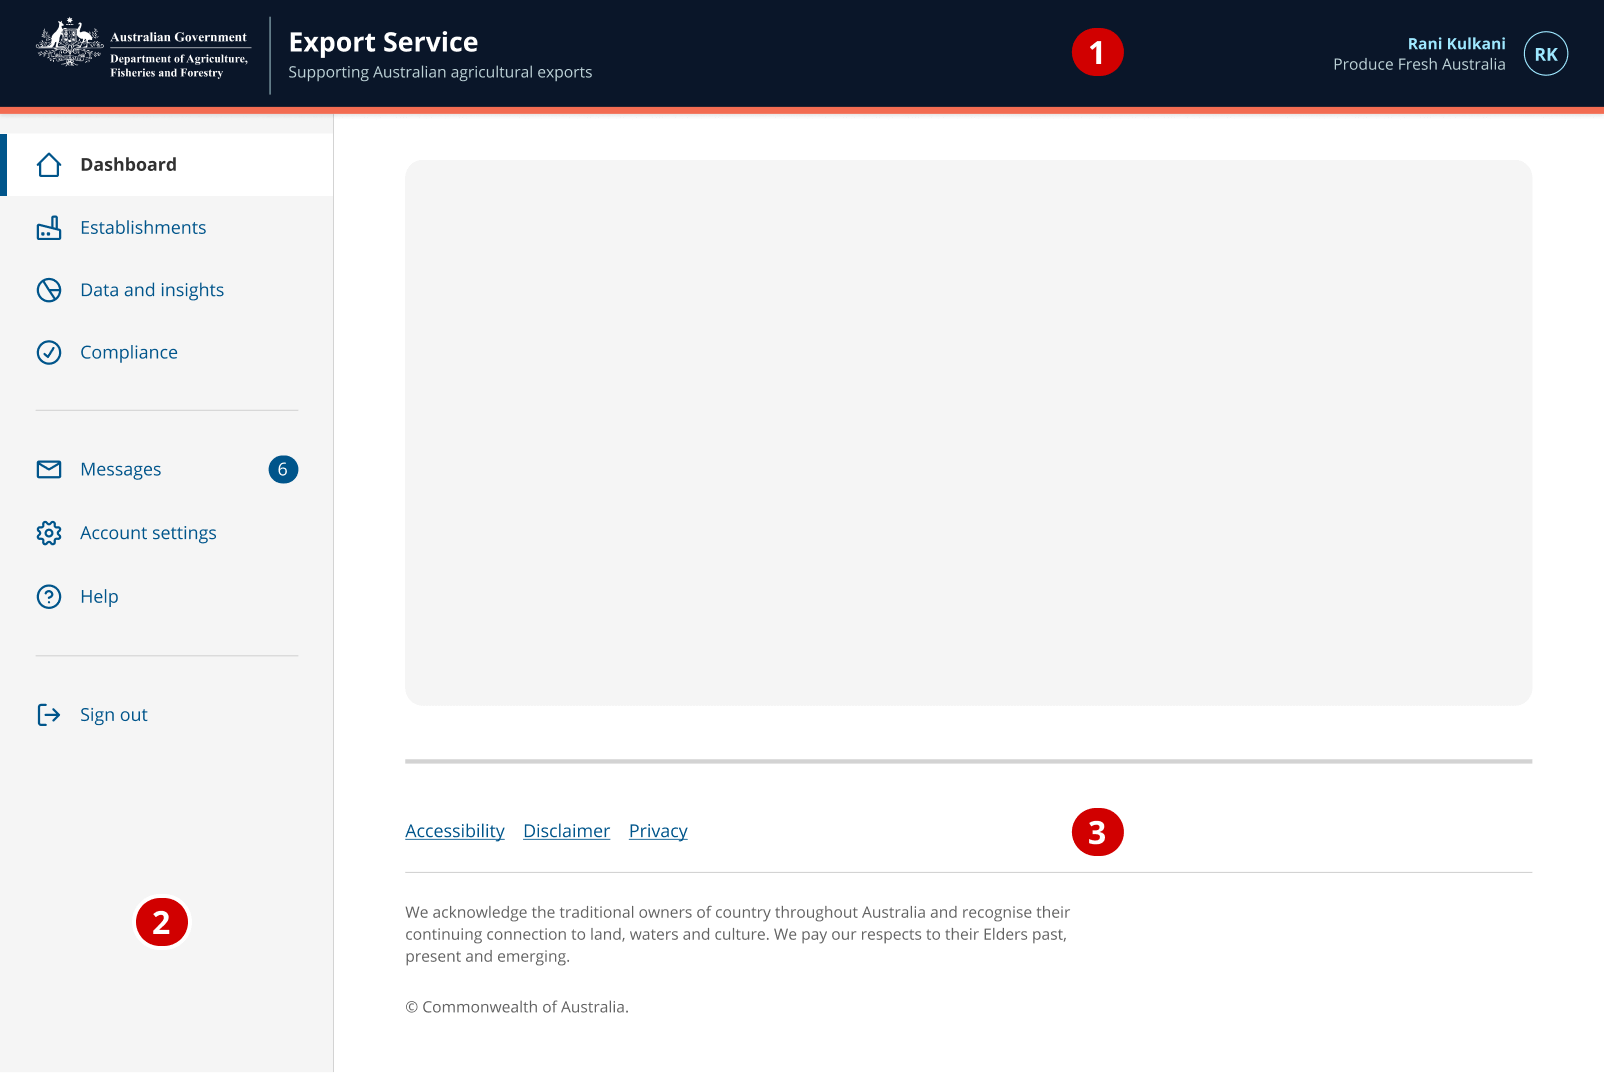 Australian Government
Department of Agriculture,
Fisheries and Forestry
Export Service
Supporting Australian agricultural exports
1
Rani Kulkani
Produce Fresh Australia
RK
Dashboard
Establishments
Data and insights
Compliance
Messages 6
Account settings
Help
Sign out
2
Accessibility Disclaimer Privacy
3
We acknowledge the traditional owners of country throughout Australia and recognise their
continuing connection to land, waters and culture. We pay our respects to their Elders past,
present and emerging.
© Commonwealth of Australia.